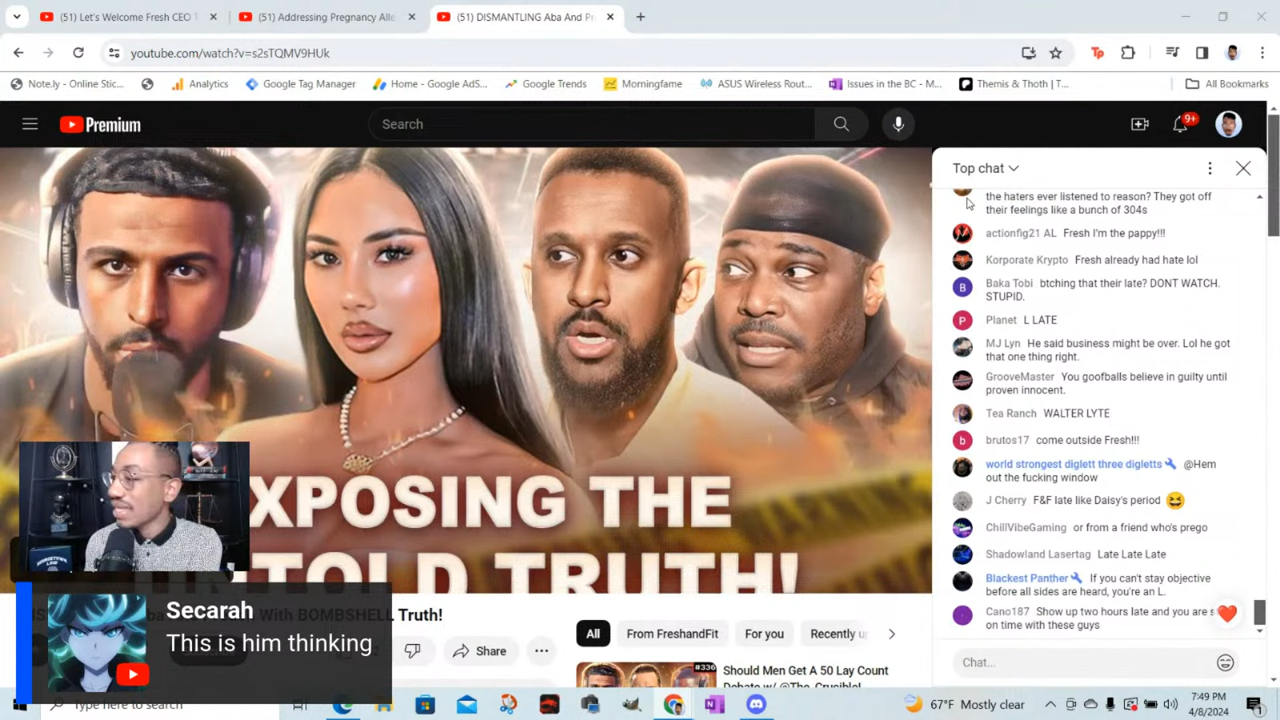 (51) Let's Welcome Fresh CEO T
(51) Addressing Pregnancy Alle
(51) DISMANTLING Aba And Pr
youtube.com/watch?v=s2sTQMV9HUk
Note.ly - Online Stic...
Analytics
Google Tag Manager
Home - Google AdS...
Google Trends
Morningfame
ASUS Wireless Rout...
Issues in the BC - M...
Themis & Thoth | T...
All Bookmarks
Premium
Search
9+
Top chat
the haters ever listened to reason? They got off
their feelings like a bunch of 304s
actionfig21 AL Fresh I'm the pappy!!!
Korporate Krypto Fresh already had hate lol
Baka Tobi btching that their late? DONT WATCH.
STUPID.
Planet L LATE
MJ Lyn He said business might be over. Lol he got
that one thing right.
GrooveMaster You goofballs believe in guilty until
proven innocent.
Tea Ranch WALTER LYTE
brutos17 come outside Fresh!!!
world strongest diglett three digletts @Hem
out the fucking window
J Cherry F&F late like Daisy's period
ChillVibeGaming or from a friend who's prego
Shadowland Lasertag Late Late Late
Blackest Panther If you can't stay objective
before all sides are heard, you're an L.
Cano187 Show up two hours late and you are s
on time with these guys
Chat...
XPOSING THE
UNTOLD TRUTH!
With BOMBSHELL Truth!
Share
All
From FreshandFit
For you
Recently u
#336
Should Men Get A 50 Lay Count
Debate w/ @The_Crucible!
Secarah
This is him thinking
Type here to search
67°F Mostly clear
7:49 PM
4/8/2024